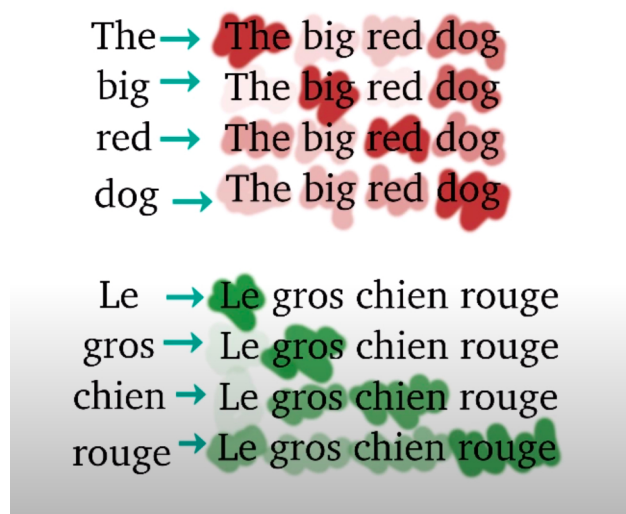 The → The big red dog
big → The big red dog
red → The big red dog
dog → The big red dog
Le → Le gros chien rouge
gros → Le gros chien rouge
chien → Le gros chien rouge
rouge → Le gros chien rouge